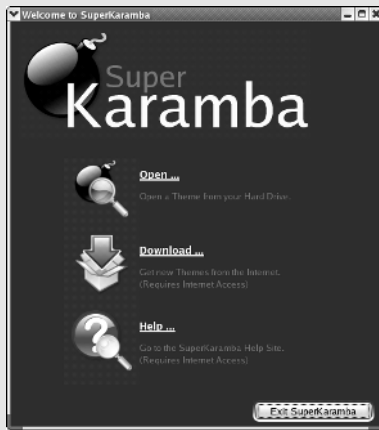 Welcome to SuperKaramba
Super
Karamba
Open ...
Open a Theme from your Hard Drive.
Download ...
Get new Themes from the Internet.
(Requires Internet Access)
Help ...
Go to the SuperKaramba Help Site.
(Requires Internet Access)
Exit SuperKaramba